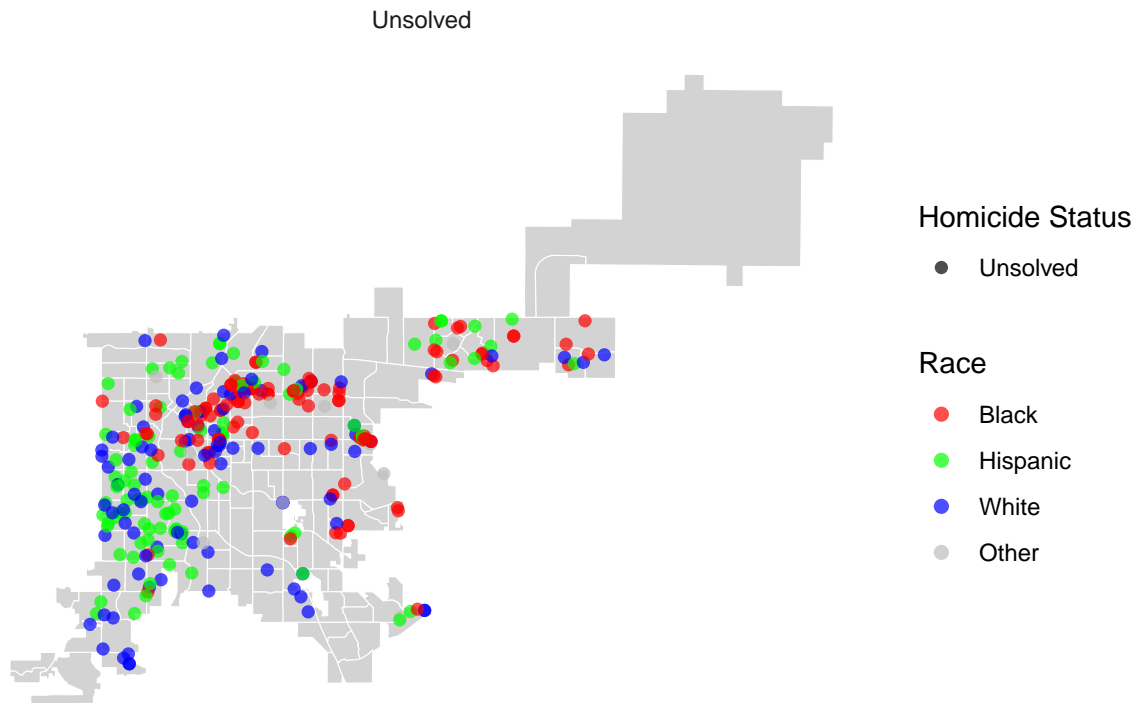 Unsolved
Homicide Status
Unsolved
Race
Black
Hispanic
White
Other